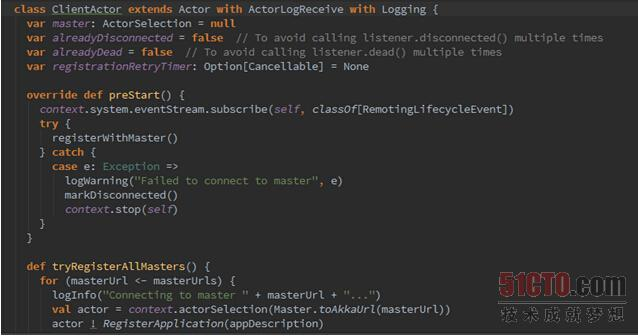 class ClientActor extends Actor with ActorLogReceive with Logging {
var master: ActorSelection = null
var alreadyDisconnected = false // To avoid calling listener.disconnected() multiple times
var alreadyDead = false // To avoid calling listener.dead() multiple times
var registrationRetryTimer: Option[Cancellable] = None
override def preStart() {
context.system.eventStream.subscribe(self, classOf[RemotingLifecycleEvent])
try {
registerWithMaster()
} catch {
case e: Exception =>
logWarning("Failed to connect to master", e)
markDisconnected()
context.stop(self)
}
}
def tryRegisterAllMasters() {
for (masterUrl <- masterUrls) {
logInfo("Connecting to master " + masterUrl + "...")
val actor = context.actorSelection(Master.toAkkaUrl(masterUrl))
actor ! RegisterApplication(appDescription)
51CTO.com
技术成就梦想